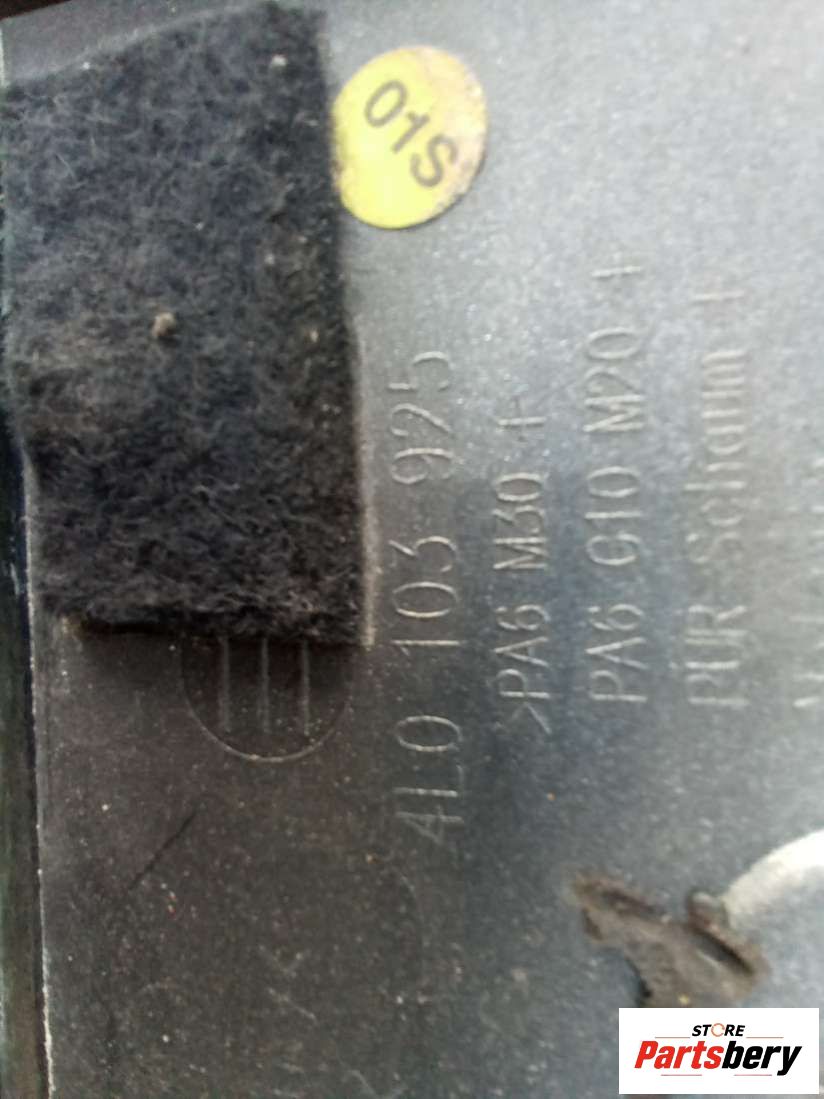 01S
4L0 103 925
>PA6 M30 +
PA6 G10 M20 +
PUR-Schaum +
STORE
Partsbery